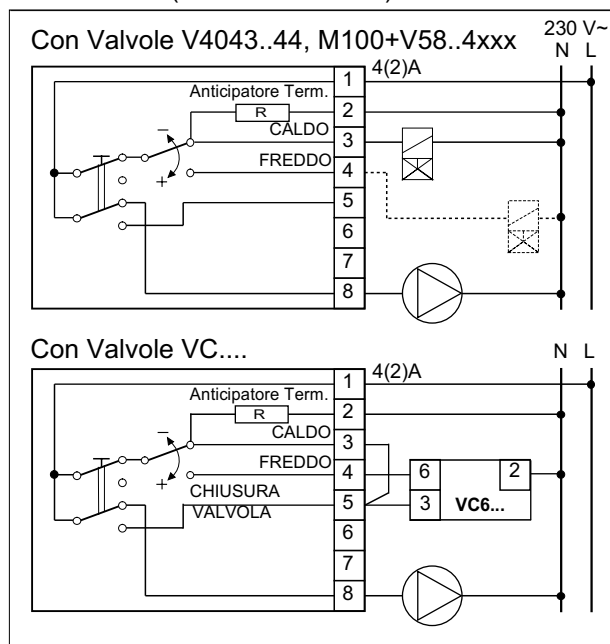 Con Valvole V4043..44, M100+V58..4xxx
230 V~
N L
4(2)A
1
Anticipatore Term.
R
2
CALDO
3
FREDDO
4
5
6
7
8
−
+
Con Valvole VC....
N L
4(2)A
1
Anticipatore Term.
R
2
CALDO
3
FREDDO
4
CHIUSURA
VALVOLA
5
6
7
8
−
+
6
2
3
VC6...